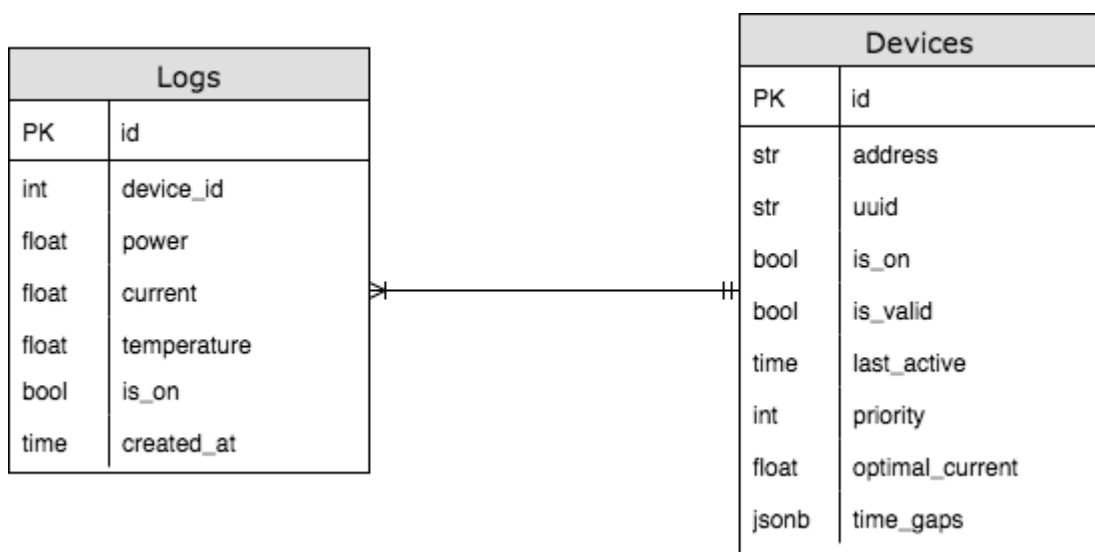 Logs
PK id
int device_id
float power
float current
float temperature
bool is_on
time created_at
Devices
PK id
str address
str uuid
bool is_on
bool is_valid
time last_active
int priority
float optimal_current
jsonb time_gaps